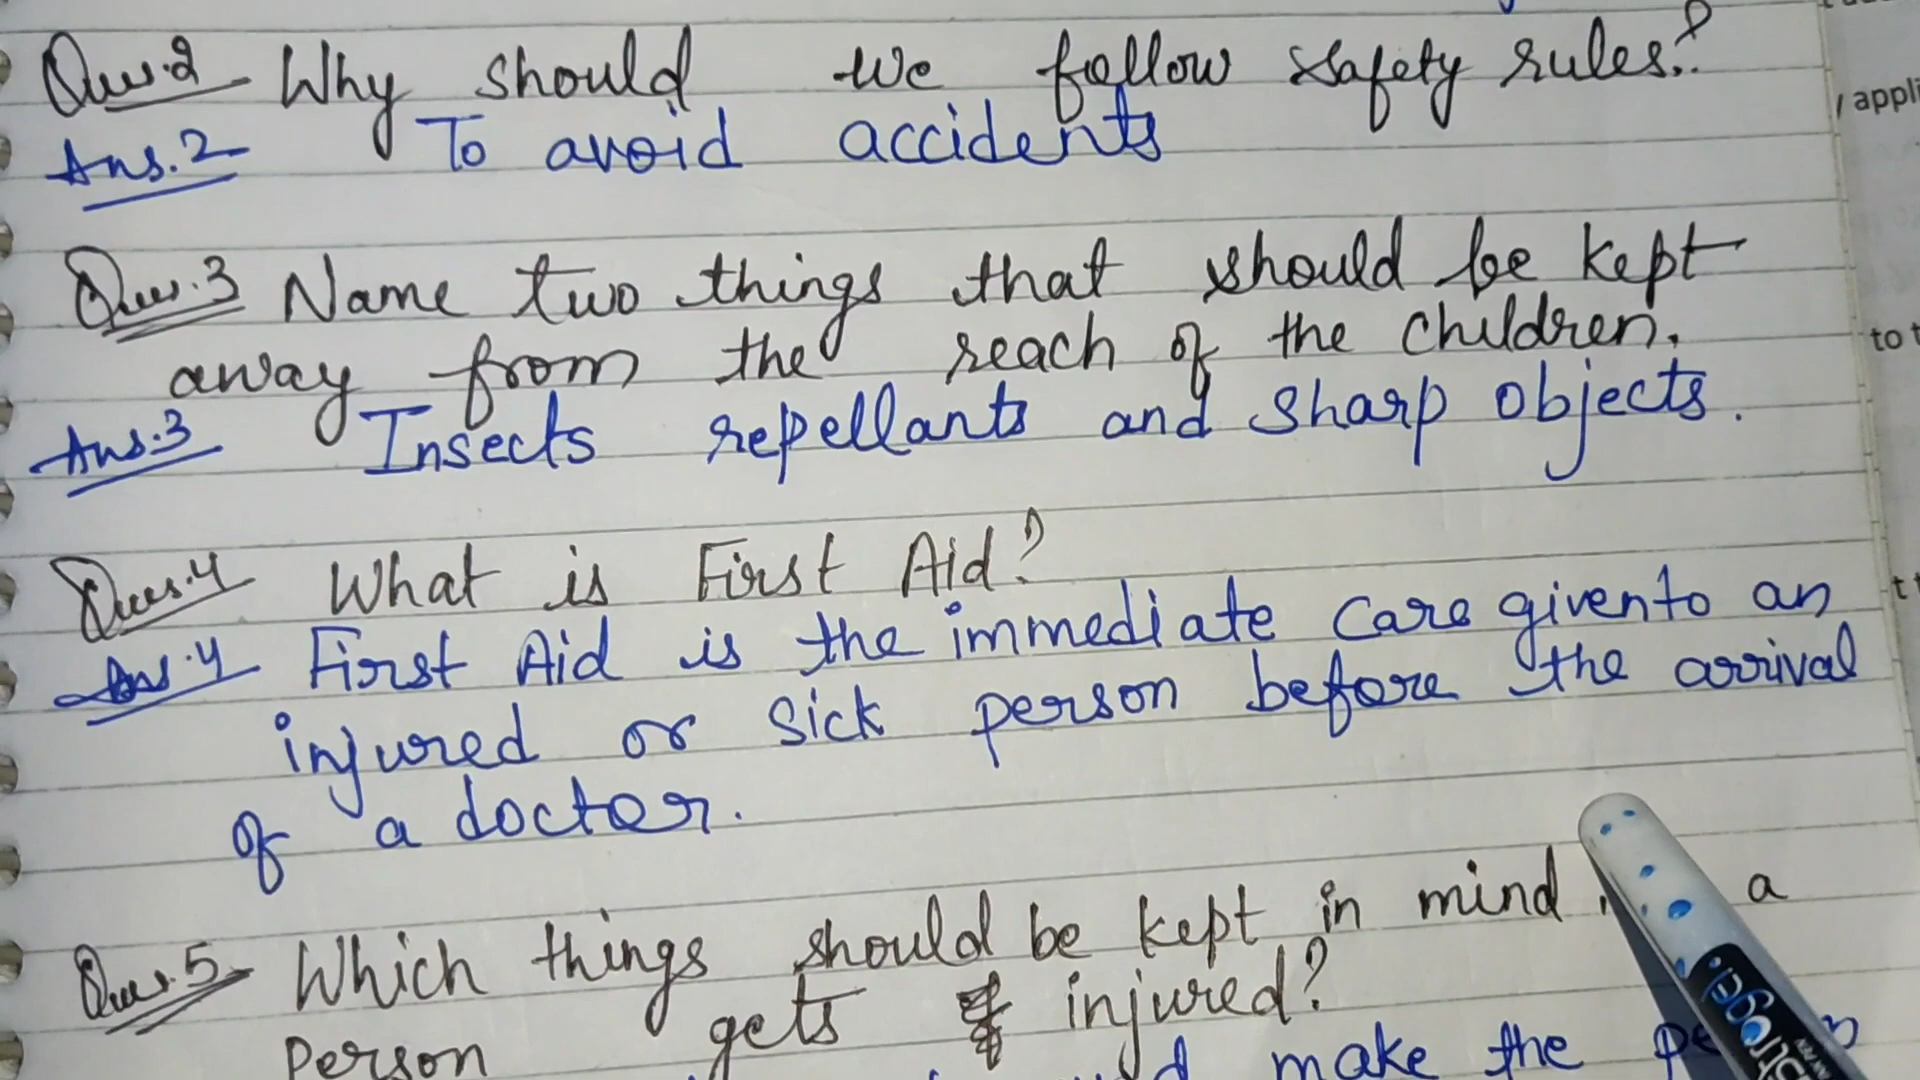 Ques.2 Why should we follow safety rules.?
Ans.2 To avoid accidents
Ques.3 Name two things that should be kept
away from the reach of the children.
Ans.3 Insects repellants and sharp objects.
Ques.4 What is First Aid?
Ans.4 First Aid is the immediate care given to an
injured or sick person before the arrival
of a doctor.
Ques.5 Which things should be kept in mind a
person gets injured?
make the
appli
to t
t t